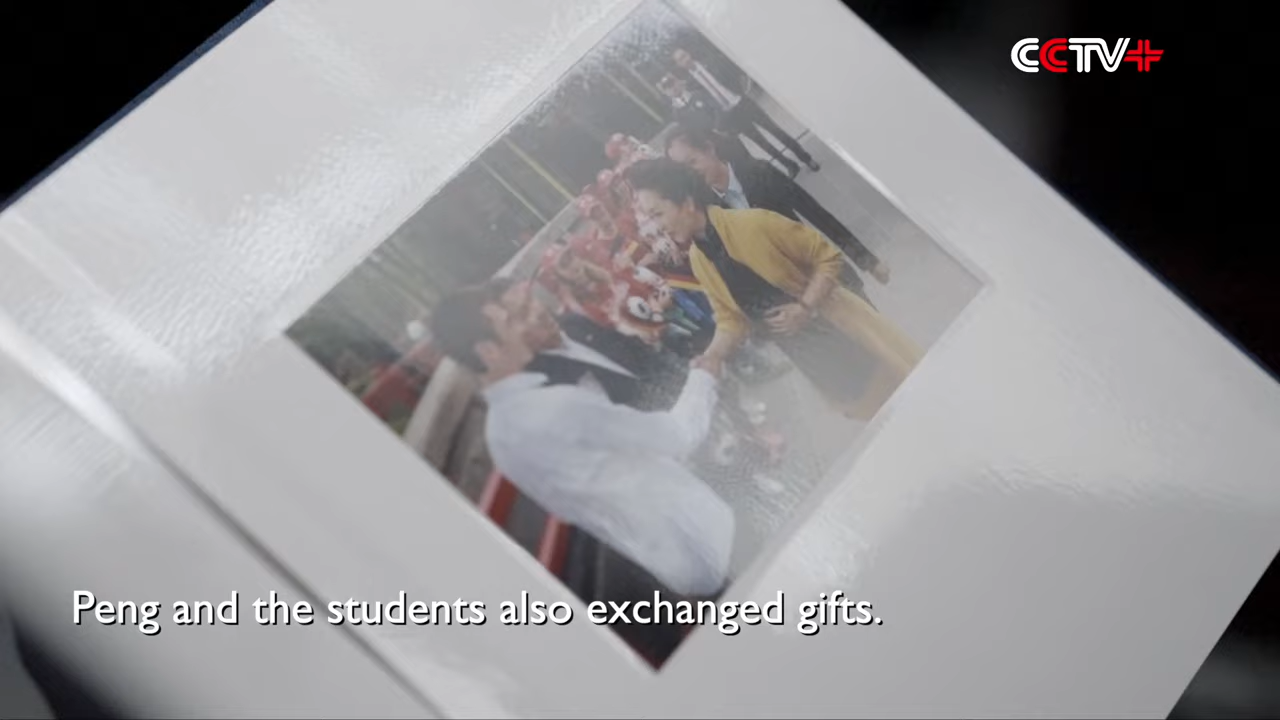 CCTV+
Peng and the students also exchanged gifts.